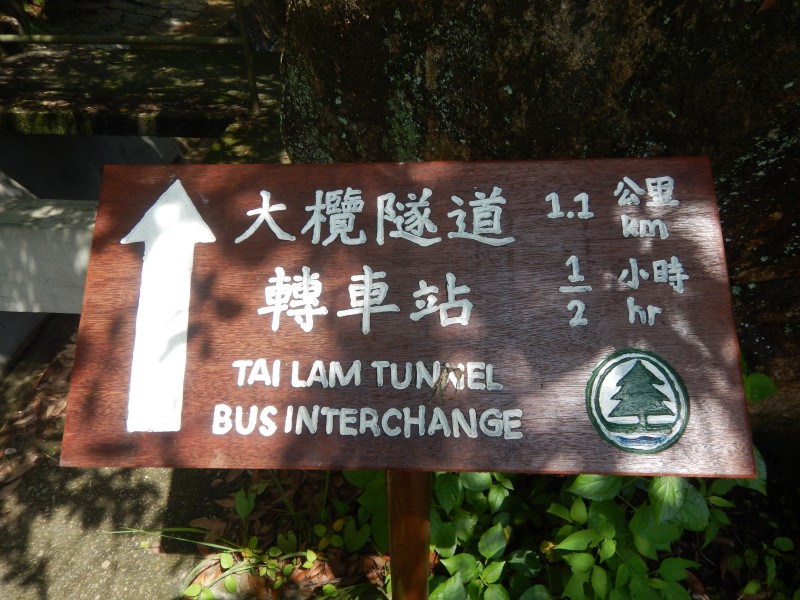 大欖隧道 1.1 公里 km
轉車站 1/2 小時 hr
TAI LAM TUNNEL
BUS INTERCHANGE